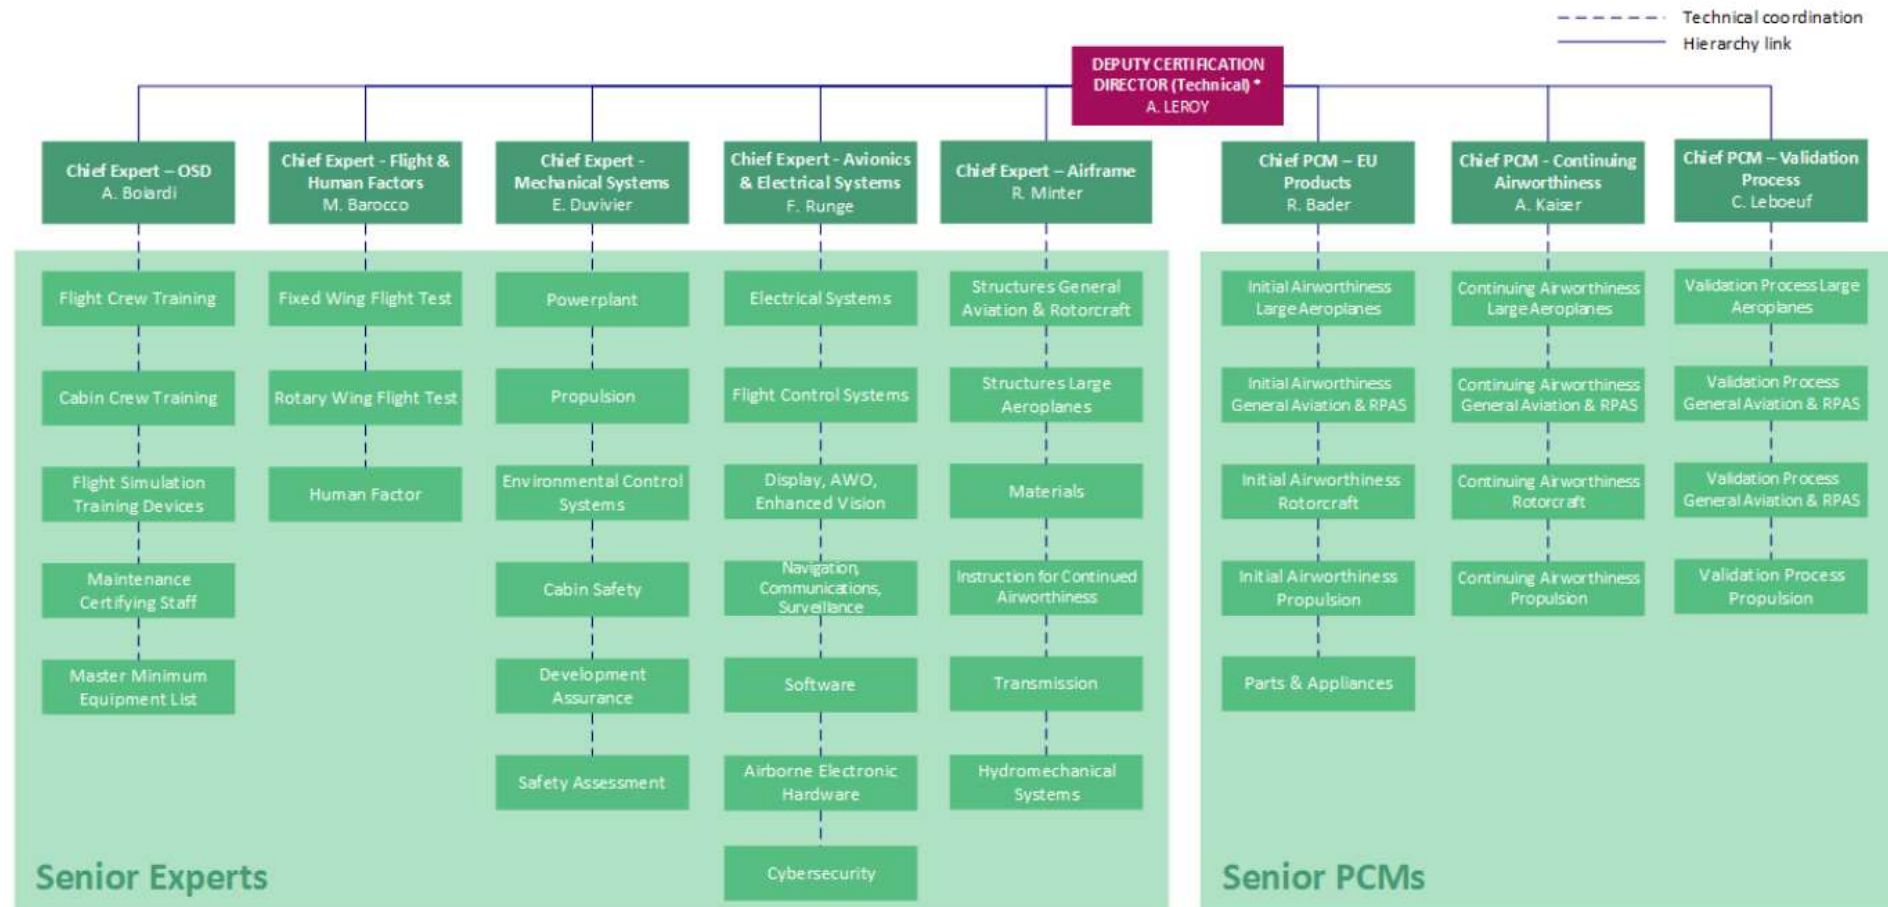 Technical coordination
Hierarchy link
DEPUTY CERTIFICATION
DIRECTOR (Technical) *
A. LEROY
Chief Expert – OSD
A. Boiardi
Chief Expert - Flight &
Human Factors
M. Barocco
Chief Expert -
Mechanical Systems
E. Duvivier
Chief Expert - Avionics
& Electrical Systems
F. Runge
Chief Expert – Airframe
R. Minter
Chief PCM – EU
Products
R. Bader
Chief PCM - Continuing
Airworthiness
A. Kaiser
Chief PCM – Validation
Process
C. Leboeuf
Flight Crew Training
Cabin Crew Training
Flight Simulation
Training Devices
Maintenance
Certifying Staff
Master Minimum
Equipment List
Fixed Wing Flight Test
Rotary Wing Flight Test
Human Factor
Powerplant
Propulsion
Environmental Control
Systems
Cabin Safety
Development
Assurance
Safety Assessment
Electrical Systems
Flight Control Systems
Display, AWO,
Enhanced Vision
Navigation,
Communications,
Surveillance
Software
Airborne Electronic
Hardware
Cybersecurity
Structures General
Aviation & Rotorcraft
Structures Large
Aeroplanes
Materials
Instruction for Continued
Airworthiness
Transmission
Hydromechanical
Systems
Initial Airworthiness
Large Aeroplanes
Initial Airworthiness
General Aviation & RPAS
Initial Airworthiness
Rotorcraft
Initial Airworthiness
Propulsion
Parts & Appliances
Continuing Airworthiness
Large Aeroplanes
Continuing Airworthiness
General Aviation & RPAS
Continuing Airworthiness
Rotorcraft
Continuing Airworthiness
Propulsion
Validation Process Large
Aeroplanes
Validation Process
General Aviation & RPAS
Validation Process
General Aviation & RPAS
Validation Process
Propulsion
Senior Experts
Senior PCMs